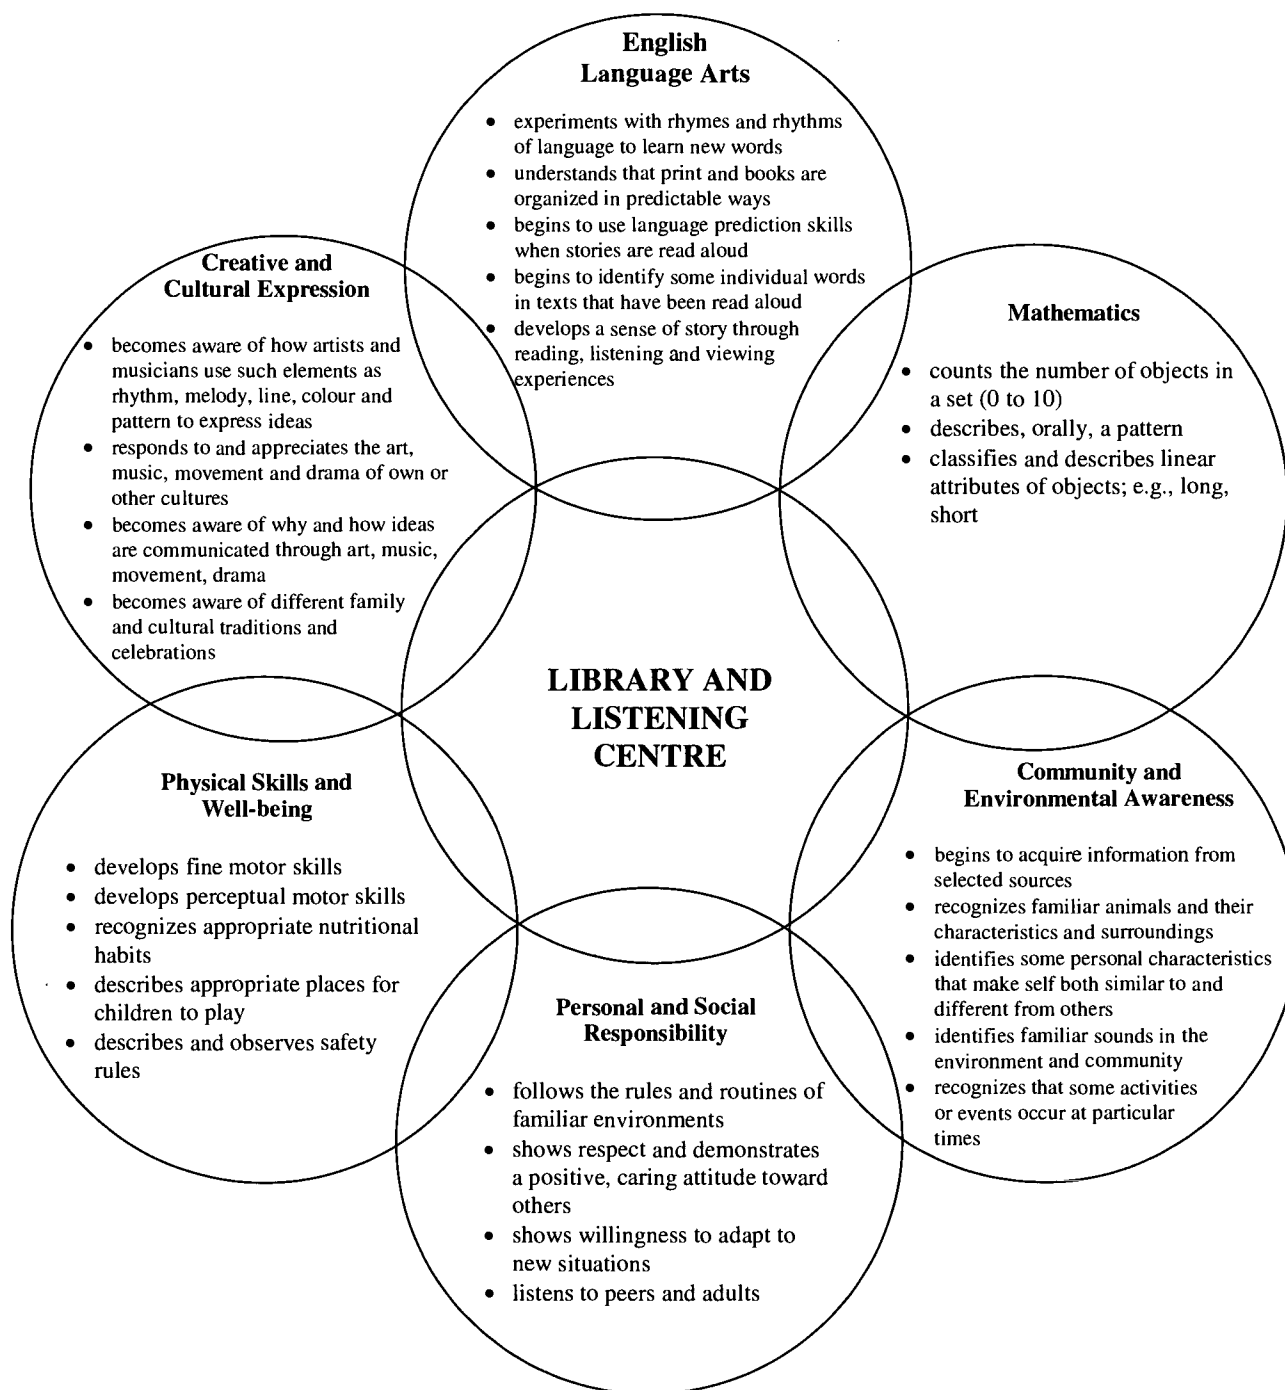 English
Language Arts
• experiments with rhymes and rhythms
of language to learn new words
• understands that print and books are
organized in predictable ways
• begins to use language prediction skills
when stories are read aloud
• begins to identify some individual words
in texts that have been read aloud
• develops a sense of story through
reading, listening and viewing
experiences
Creative and
Cultural Expression
• becomes aware of how artists and
musicians use such elements as
rhythm, melody, line, colour and
pattern to express ideas
• responds to and appreciates the art,
music, movement and drama of own or
other cultures
• becomes aware of why and how ideas
are communicated through art, music,
movement, drama
• becomes aware of different family
and cultural traditions and
celebrations
Mathematics
• counts the number of objects in
a set (0 to 10)
• describes, orally, a pattern
• classifies and describes linear
attributes of objects; e.g., long,
short
LIBRARY AND
LISTENING
CENTRE
Physical Skills and
Well-being
• develops fine motor skills
• develops perceptual motor skills
• recognizes appropriate nutritional
habits
• describes appropriate places for
children to play
• describes and observes safety
rules
Community and
Environmental Awareness
• begins to acquire information from
selected sources
• recognizes familiar animals and their
characteristics and surroundings
• identifies some personal characteristics
that make self both similar to and
different from others
• identifies familiar sounds in the
environment and community
• recognizes that some activities
or events occur at particular
times
Personal and Social
Responsibility
• follows the rules and routines of
familiar environments
• shows respect and demonstrates
a positive, caring attitude toward
others
• shows willingness to adapt to
new situations
• listens to peers and adults